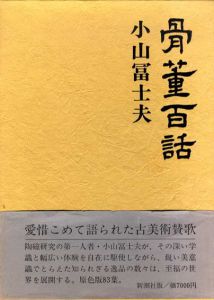 骨董百話
小山冨士夫
愛惜こめて語られた古美術賛歌
陶磁研究の第一人者・小山冨士夫が、その深い学
識と幅広い体験を自在に駆使しながら、鋭い美意
識でとらえた知られざる逸品の数々は、至福の世
界を展開する。原色版83葉。
新潮社版/価7000円